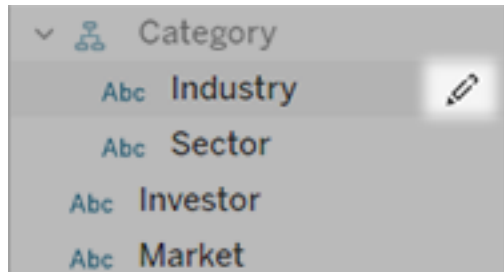 Category
Abc Industry
Abc Sector
Abc Investor
Abc Market